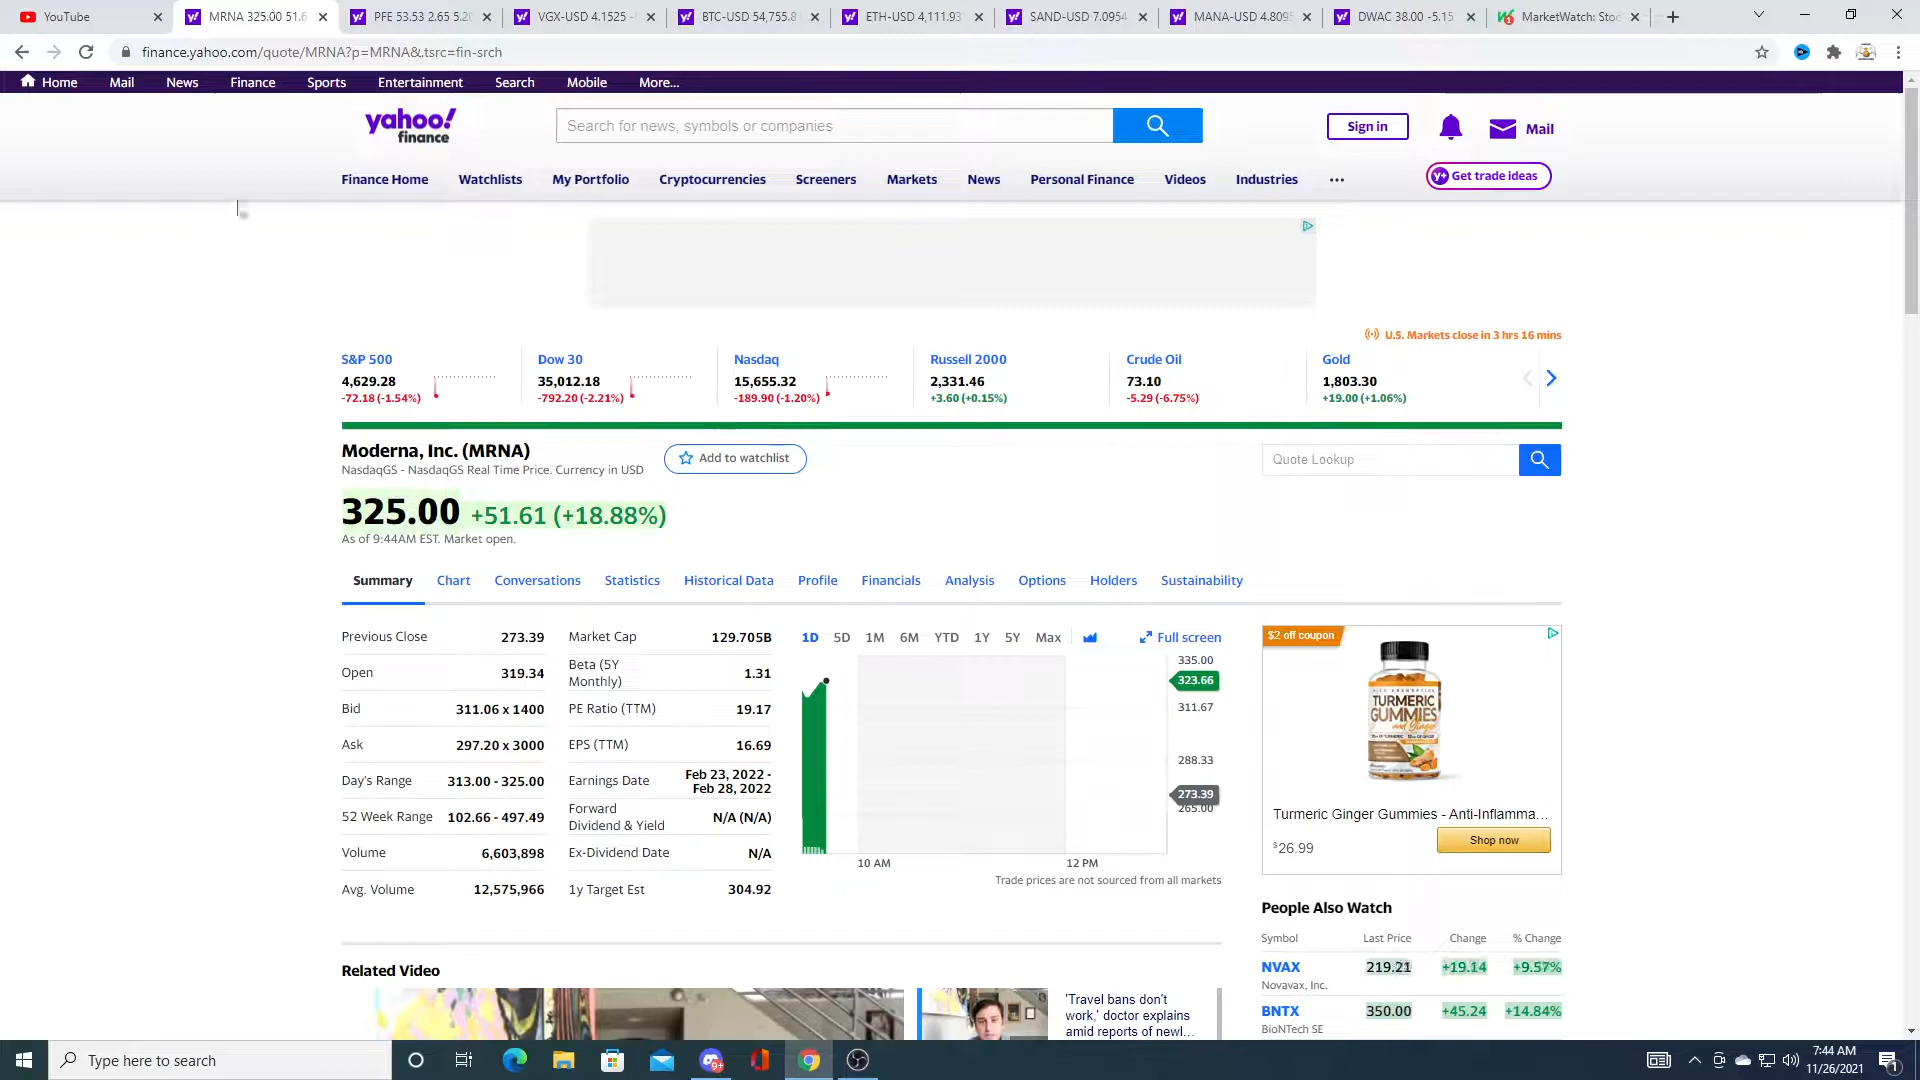 YouTube
MRNA 325.00 51.6
PFE 53.53 2.65 5.20
VGX-USD 4.1525
BTC-USD 54,755.8
ETH-USD 4,111.93
SAND-USD 7.0954
MANA-USD 4.8095
DWAC 38.00 -5.15
MarketWatch: Stoc
finance.yahoo.com/quote/MRNA?p=MRNA&.tsrc=fin-srch
Home Mail News Finance Sports Entertainment Search Mobile More...
yahoo!
finance
Search for news, symbols or companies
Sign in
Mail
Finance Home Watchlists My Portfolio Cryptocurrencies Screeners Markets News Personal Finance Videos Industries ...
Y+ Get trade ideas
U.S. Markets close in 3 hrs 16 mins
S&P 500
4,629.28
-72.18 (-1.54%)
Dow 30
35,012.18
-792.20 (-2.21%)
Nasdaq
15,655.32
-189.90 (-1.20%)
Russell 2000
2,331.46
+3.60 (+0.15%)
Crude Oil
73.10
-5.29 (-6.75%)
Gold
1,803.30
+19.00 (+1.06%)
Moderna, Inc. (MRNA)
NasdaqGS - NasdaqGS Real Time Price. Currency in USD
Add to watchlist
Quote Lookup
325.00 +51.61 (+18.88%)
As of 9:44AM EST. Market open.
Summary Chart Conversations Statistics Historical Data Profile Financials Analysis Options Holders Sustainability
Previous Close 273.39
Open 319.34
Bid 311.06 x 1400
Ask 297.20 x 3000
Day's Range 313.00 - 325.00
52 Week Range 102.66 - 497.49
Volume 6,603,898
Avg. Volume 12,575,966
Market Cap 129.705B
Beta (5Y
Monthly) 1.31
PE Ratio (TTM) 19.17
EPS (TTM) 16.69
Earnings Date Feb 23, 2022 -
Feb 28, 2022
Forward
Dividend & Yield N/A (N/A)
Ex-Dividend Date N/A
1y Target Est 304.92
1D 5D 1M 6M YTD 1Y 5Y Max
Full screen
335.00
323.66
311.67
288.33
273.39
265.00
10 AM 12 PM
Trade prices are not sourced from all markets
$2 off coupon
TURMERIC
GUMMIES
and Ginger
Turmeric Ginger Gummies - Anti-Inflamma...
$26.99
Shop now
People Also Watch
Symbol Last Price Change % Change
NVAX 219.21 +19.14 +9.57%
Novavax, Inc.
BNTX 350.00 +45.24 +14.84%
BioNTech SE
Related Video
'Travel bans don't
work,' doctor explains
amid reports of newl...
Type here to search
9+
7:44 AM
11/26/2021
1